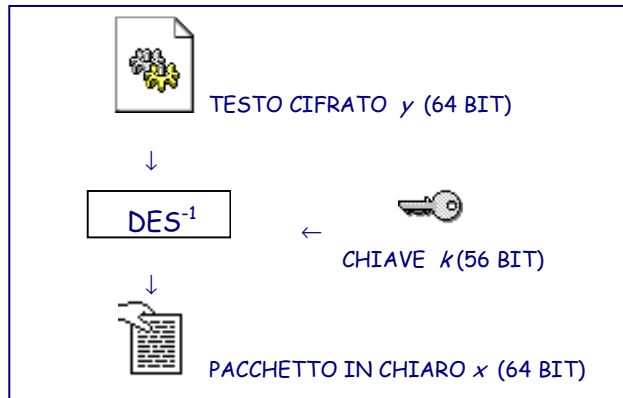 TESTO CIFRATO y (64 BIT)
↓
DES-1
←
CHIAVE k (56 BIT)
↓
PACCHETTO IN CHIARO x (64 BIT)